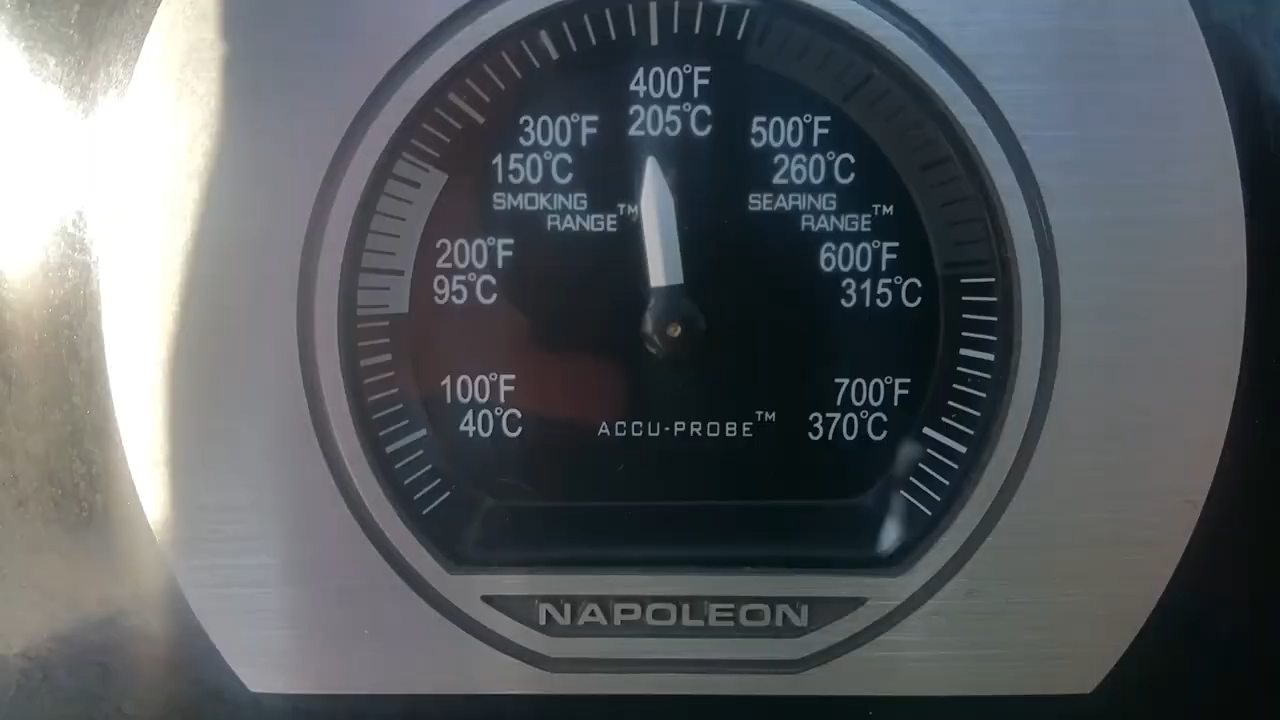 400°F
205°C
300°F
150°C
500°F
260°C
SMOKING
RANGE™
SEARING
RANGE™
200°F
95°C
600°F
315°C
100°F
40°C
700°F
370°C
ACCU-PROBE™
NAPOLEON